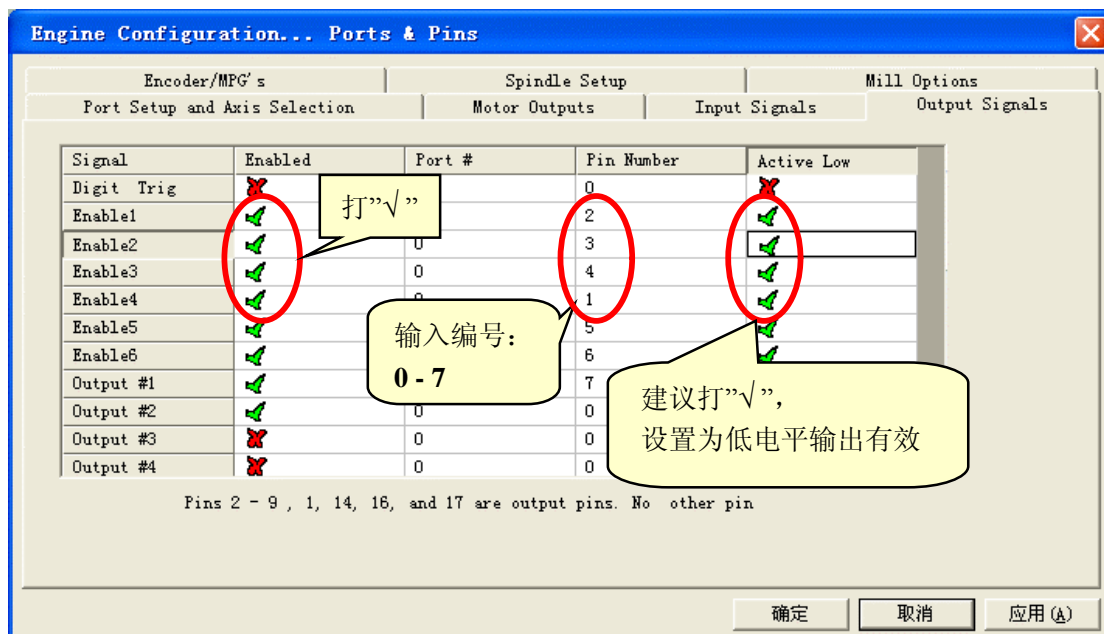 Engine Configuration... Ports & Pins
Encoder/MPG's Spindle Setup Mill Options
Port Setup and Axis Selection Motor Outputs Input Signals Output Signals
Signal Enabled Port # Pin Number Active Low
Digit Trig 0
Enable1 2
Enable2 0 3
Enable3 0 4
Enable4 1
Enable5 5
Enable6 6
Output #1 7
Output #2 0 0
Output #3 0 0
Output #4 0 0
打”√”
输入编号：
0 - 7
建议打”√”，
设置为低电平输出有效
Pins 2 - 9 , 1, 14, 16, and 17 are output pins. No other pin
确定 取消 应用(A)